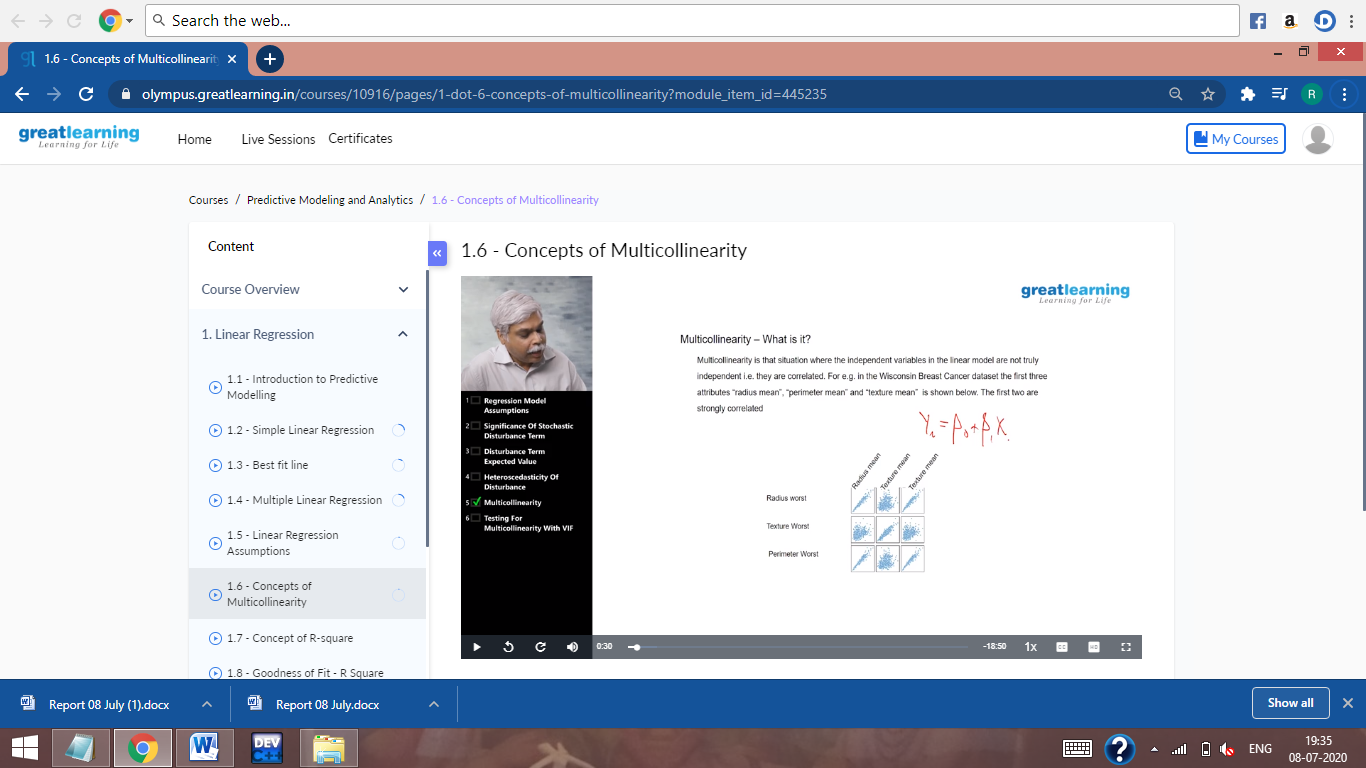 Search the web...
1.6 - Concepts of Multicollinearit
olympus.greatlearning.in/courses/10916/pages/1-dot-6-concepts-of-multicollinearity?module_item_id=445235
R
greatlearning
Learning for Life
Home
Live Sessions
Certificates
My Courses
Courses / Predictive Modeling and Analytics / 1.6 - Concepts of Multicollinearity
Content
Course Overview
1. Linear Regression
1.1 - Introduction to Predictive
Modelling
1.2 - Simple Linear Regression
1.3 - Best fit line
1.4 - Multiple Linear Regression
1.5 - Linear Regression
Assumptions
1.6 - Concepts of
Multicollinearity
1.7 - Concept of R-square
1.8 - Goodness of Fit - R Square
1.6 - Concepts of Multicollinearity
1 Regression Model
Assumptions
2 Significance Of Stochastic
Disturbance Term
3 Disturbance Term
Expected Value
4 Heteroscedasticity Of
Disturbance
5 Multicollinearity
6 Testing For
Multicollinearity With VIF
greatlearning
Learning for Life
Multicollinearity – What is it?
Multicollinearity is that situation where the independent variables in the linear model are not truly
independent i.e. they are correlated. For e.g. in the Wisconsin Breast Cancer dataset the first three
attributes “radius mean”, “perimeter mean” and “texture mean” is shown below. The first two are
strongly correlated
Radius mean
Texture mean
Texture mean
Radius worst
Texture Worst
Perimeter Worst
0:30
-18:50
1x
CC
HD
Report 08 July (1).docx
Report 08 July.docx
Show all
DEV
C++
ENG
19:35
08-07-2020